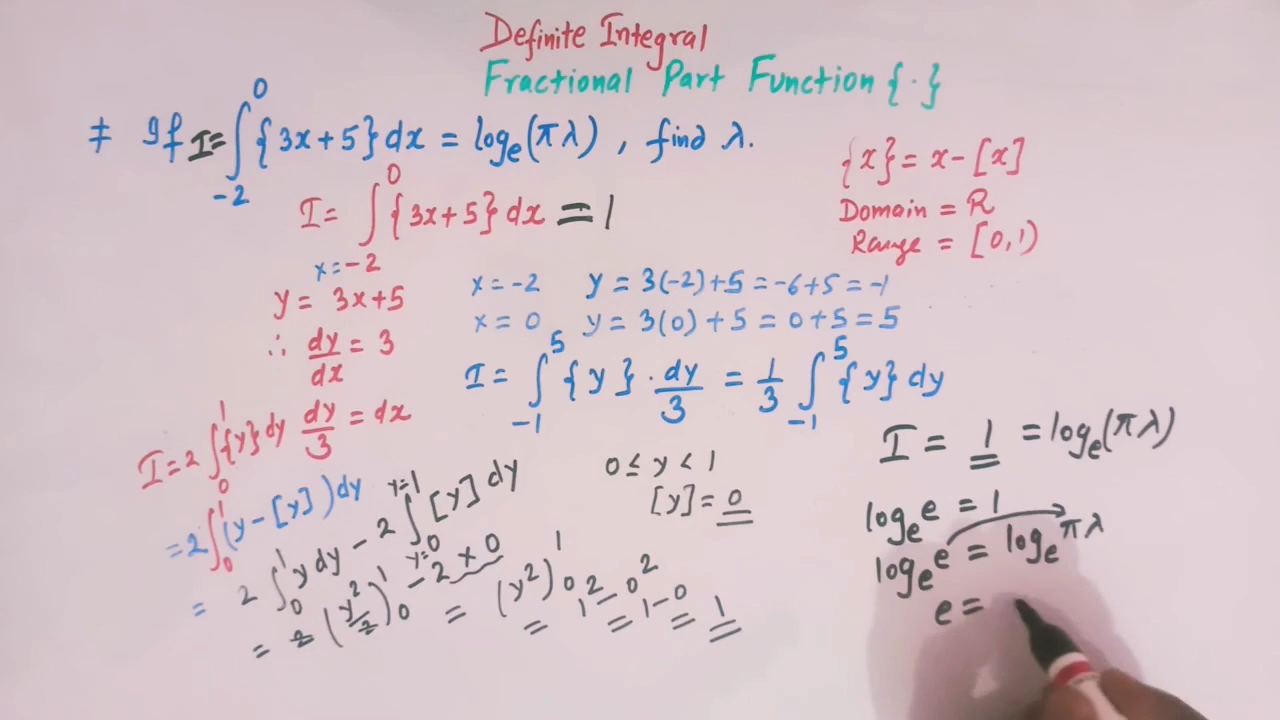 Definite Integral
Fractional Part Function {·}
# If I = ∫_{-2}^{0} {3x+5} dx = log_e(πλ), find λ.
I = ∫_{x=-2}^{0} {3x+5} dx = 1
{x} = x - [x]
Domain = R
Range = [0,1)
y = 3x+5
∴ dy/dx = 3
dy/3 = dx
x = -2 y = 3(-2)+5 = -6+5 = -1
x = 0 y = 3(0)+5 = 0+5 = 5
I = ∫_{-1}^{5} {y} · dy/3 = 1/3 ∫_{-1}^{5} {y} dy
I = 2 ∫_{0}^{1} {y} dy
= 2 ∫_{0}^{1} (y - [y]) dy
= 2 ∫_{0}^{1} y dy - 2 ∫_{y=0}^{y=1} [y] dy
0 ≤ y < 1
[y] = 0
= 2 (y²/2)_{0}^{1} - 2 × 0 = (y²)_{0}^{1} = 1² - 0² = 1 - 0 = 1
I = 1 = log_e(πλ)
log_e e = 1
log_e e = log_e πλ
e =